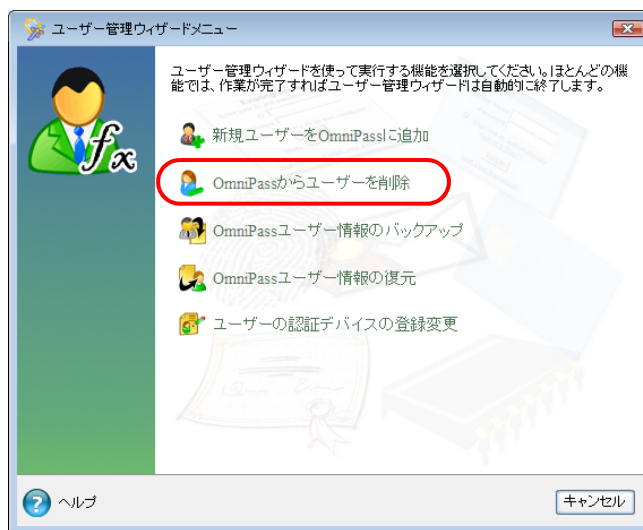 ユーザー管理ウィザードメニュー
ユーザー管理ウィザードを使って実行する機能を選択してください。ほとんどの機
能では、作業が完了すればユーザー管理ウィザードは自動的に終了します。
fx
新規ユーザーをOmniPassに追加
OmniPassからユーザーを削除
OmniPassユーザー情報のバックアップ
OmniPassユーザー情報の復元
ユーザーの認証デバイスの登録変更
? ヘルプ
キャンセル